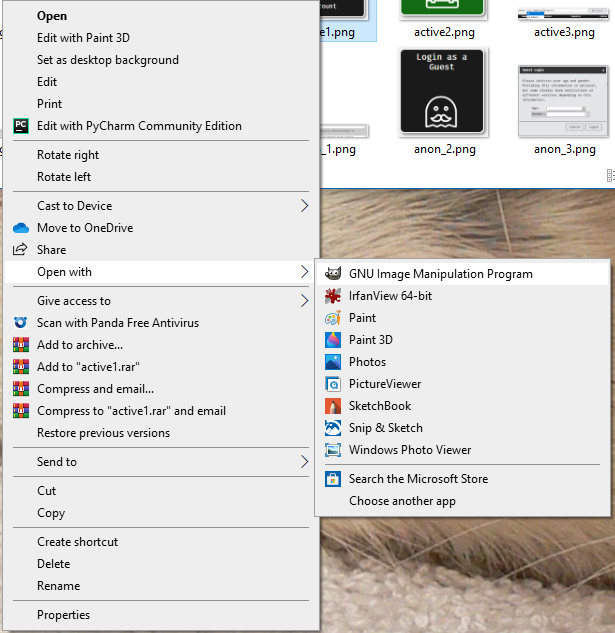 Open
Edit with Paint 3D
Set as desktop background
Edit
Print
PC
Edit with PyCharm Community Edition
Rotate right
Rotate left
Cast to Device
Move to OneDrive
Share
Open with
Give access to
Scan with Panda Free Antivirus
Add to archive...
Add to "active1.rar"
Compress and email...
Compress to "active1.rar" and email
Restore previous versions
Send to
Cut
Copy
Create shortcut
Delete
Rename
Properties
ount
e1.png
active2.png
active3.png
Login as a
Guest
Guest Login
Cancel
Login
_1.png
anon_2.png
anon_3.png
GNU Image Manipulation Program
IrfanView 64-bit
Paint
Paint 3D
Photos
PictureViewer
SketchBook
Snip & Sketch
Windows Photo Viewer
Search the Microsoft Store
Choose another app